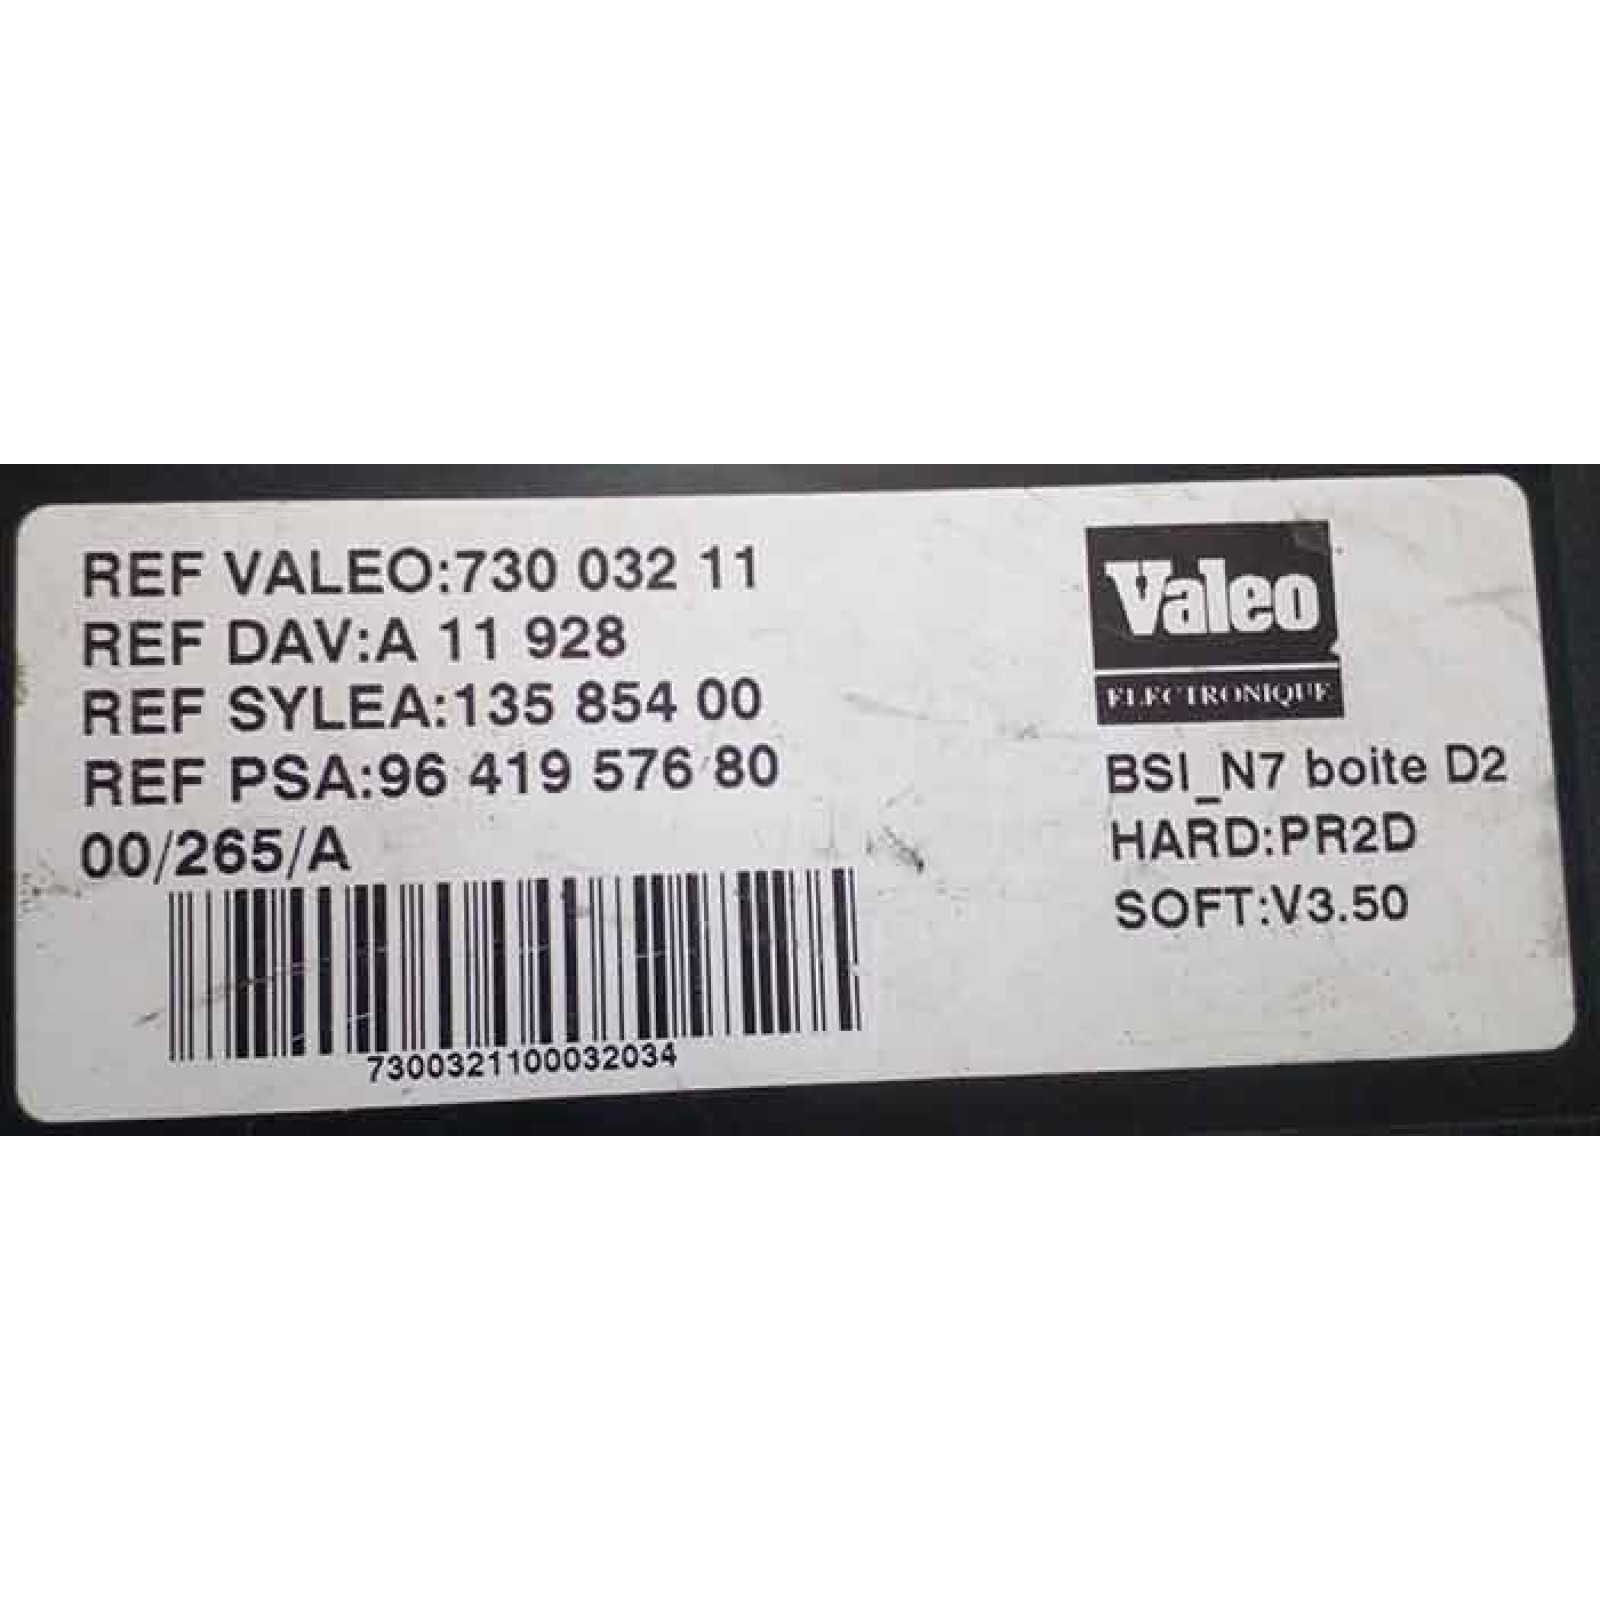 REF VALEO:730 032 11
REF DAV:A 11 928
REF SYLEA:135 854 00
REF PSA:96 419 576 80
00/265/A
7300321100032034
Valeo
ELECTRONIQUE
BSI_N7 boite D2
HARD:PR2D
SOFT:V3.50